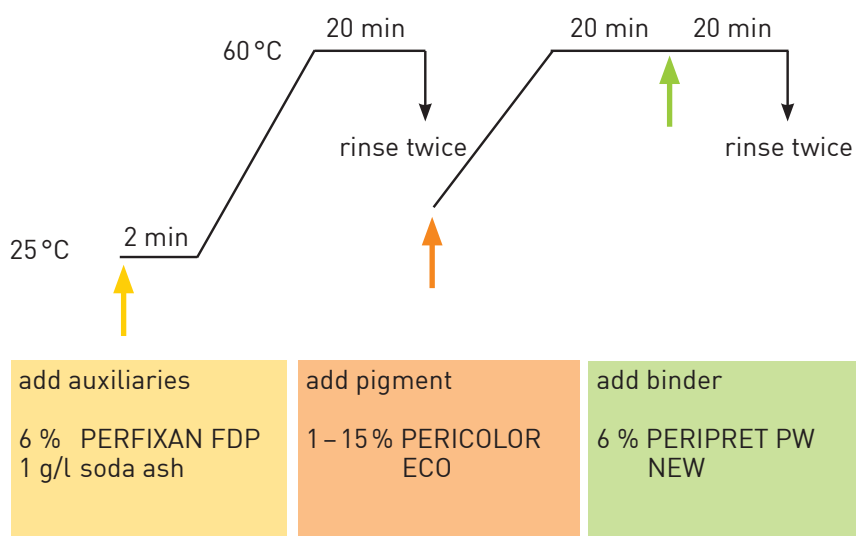 20 min
20 min 20 min
60 °C
rinse twice
rinse twice
2 min
25 °C
add auxiliaries
6 % PERFIXAN FDP
1 g/l soda ash
add pigment
1 – 15 % PERICOLOR
ECO
add binder
6 % PERIPRET PW
NEW